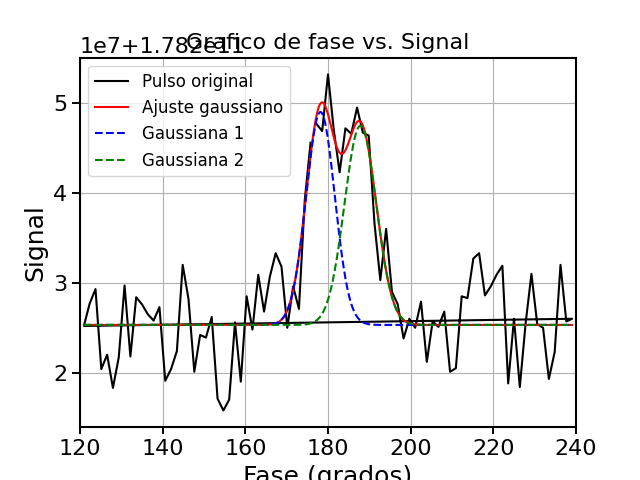 1e7+1.782e11
Grafico de fase vs. Signal
Pulso original
Ajuste gaussiano
Gaussiana 1
Gaussiana 2
5
4
3
2
Signal
120 140 160 180 200 220 240
Fase (grados)